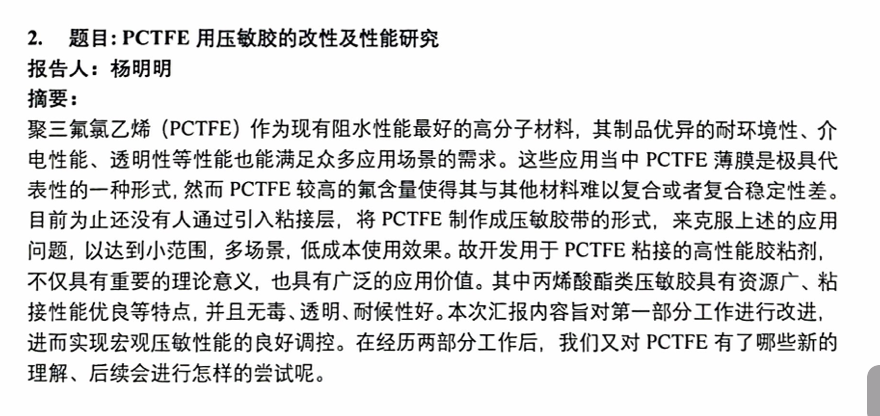 2. 题目: PCTFE 用压敏胶的改性及性能研究
报告人：杨明明
摘要：
聚三氟氯乙烯（PCTFE）作为现有阻水性能最好的高分子材料，其制品优异的耐环境性、介
电性能、透明性等性能也能满足众多应用场景的需求。这些应用当中 PCTFE 薄膜是极具代
表性的一种形式，然而 PCTFE 较高的氟含量使得其与其他材料难以复合或者复合稳定性差。
目前为止还没有人通过引入粘接层，将 PCTFE 制作成压敏胶带的形式，来克服上述的应用
问题，以达到小范围，多场景，低成本使用效果。故开发用于 PCTFE 粘接的高性能胶粘剂，
不仅具有重要的理论意义，也具有广泛的应用价值。其中丙烯酸酯类压敏胶具有资源广、粘
接性能优良等特点，并且无毒、透明、耐候性好。本次汇报内容旨对第一部分工作进行改进，
进而实现宏观压敏性能的良好调控。在经历两部分工作后，我们又对 PCTFE 有了哪些新的
理解、后续会进行怎样的尝试呢。